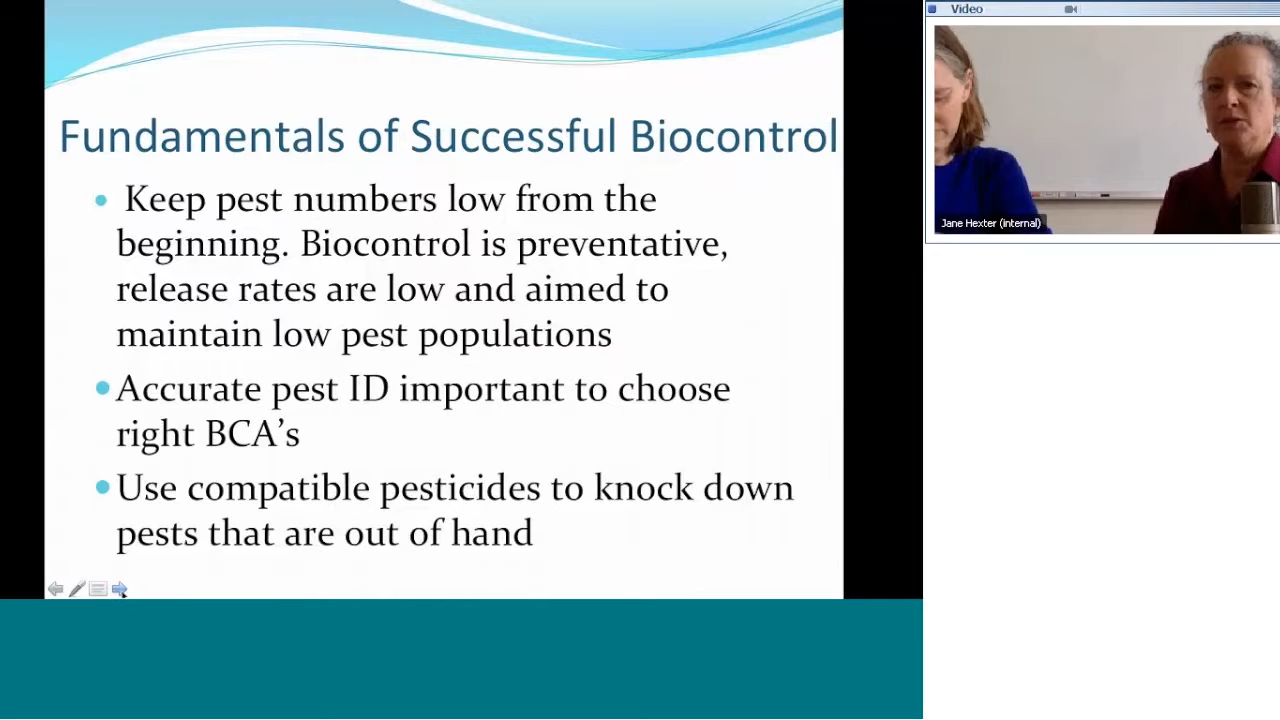 Fundamentals of Successful Biocontrol
Keep pest numbers low from the
beginning. Biocontrol is preventative,
release rates are low and aimed to
maintain low pest populations
Accurate pest ID important to choose
right BCA’s
Use compatible pesticides to knock down
pests that are out of hand
Video
Jane Hexter (internal)